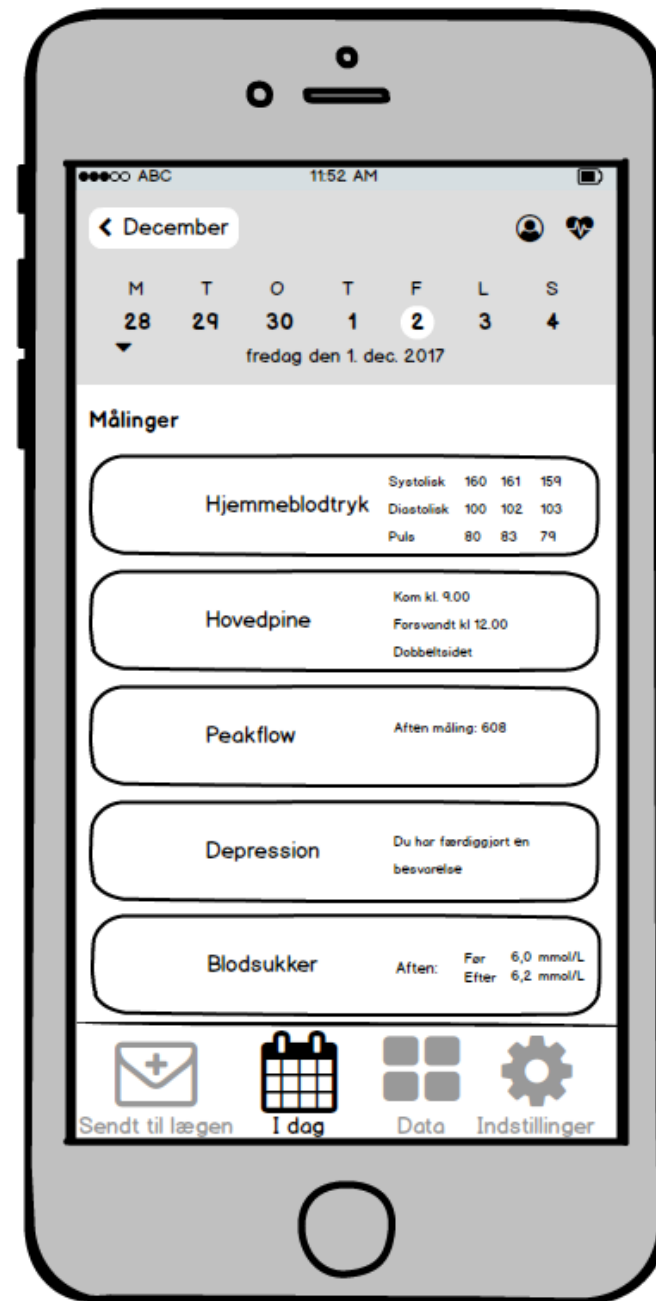 ABC 11:52 AM
December
M T O T F L S
28 29 30 1 2 3 4
fredag den 1. dec. 2017
Målinger
Hjemmeblodtryk
Systolisk 160 161 159
Diastolisk 100 102 103
Puls 80 83 79
Hovedpine
Kom kl. 9.00
Forsvandt kl 12.00
Dobbeltsidet
Peakflow
Aften måling: 608
Depression
Du har færdiggjort en
besvarelse
Blodsukker
Aften:
Før 6,0 mmol/L
Efter 6,2 mmol/L
Sendt til lægen I dag Data Indstillinger